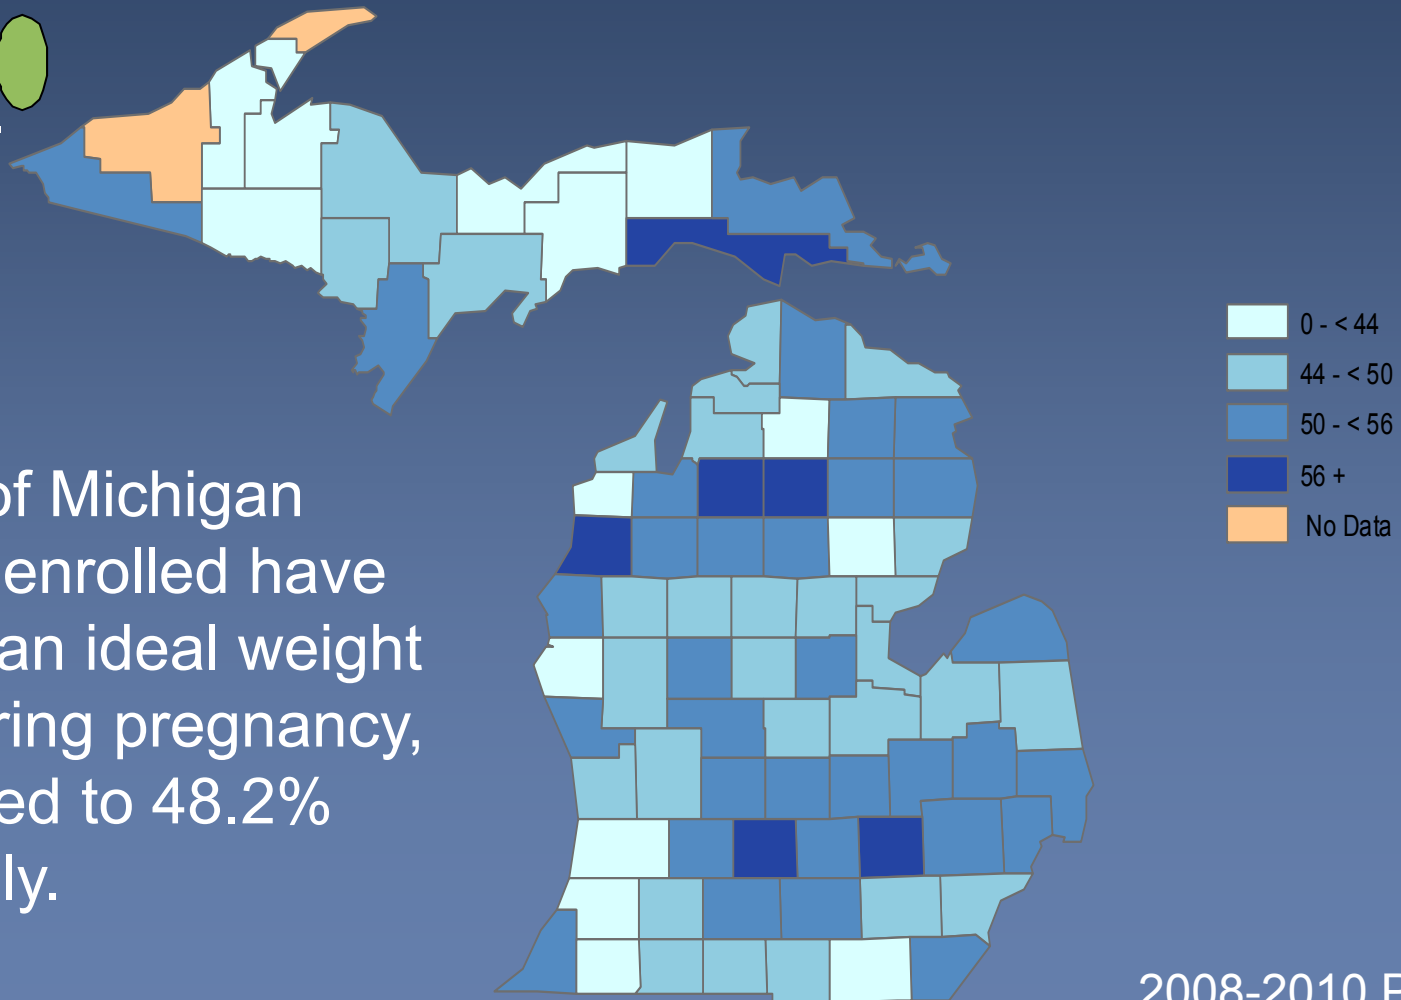 of Michigan
enrolled have
an ideal weight
ring pregnancy,
ed to 48.2%
ly.
0 - < 44
44 - < 50
50 - < 56
56 +
No Data
2008-2010